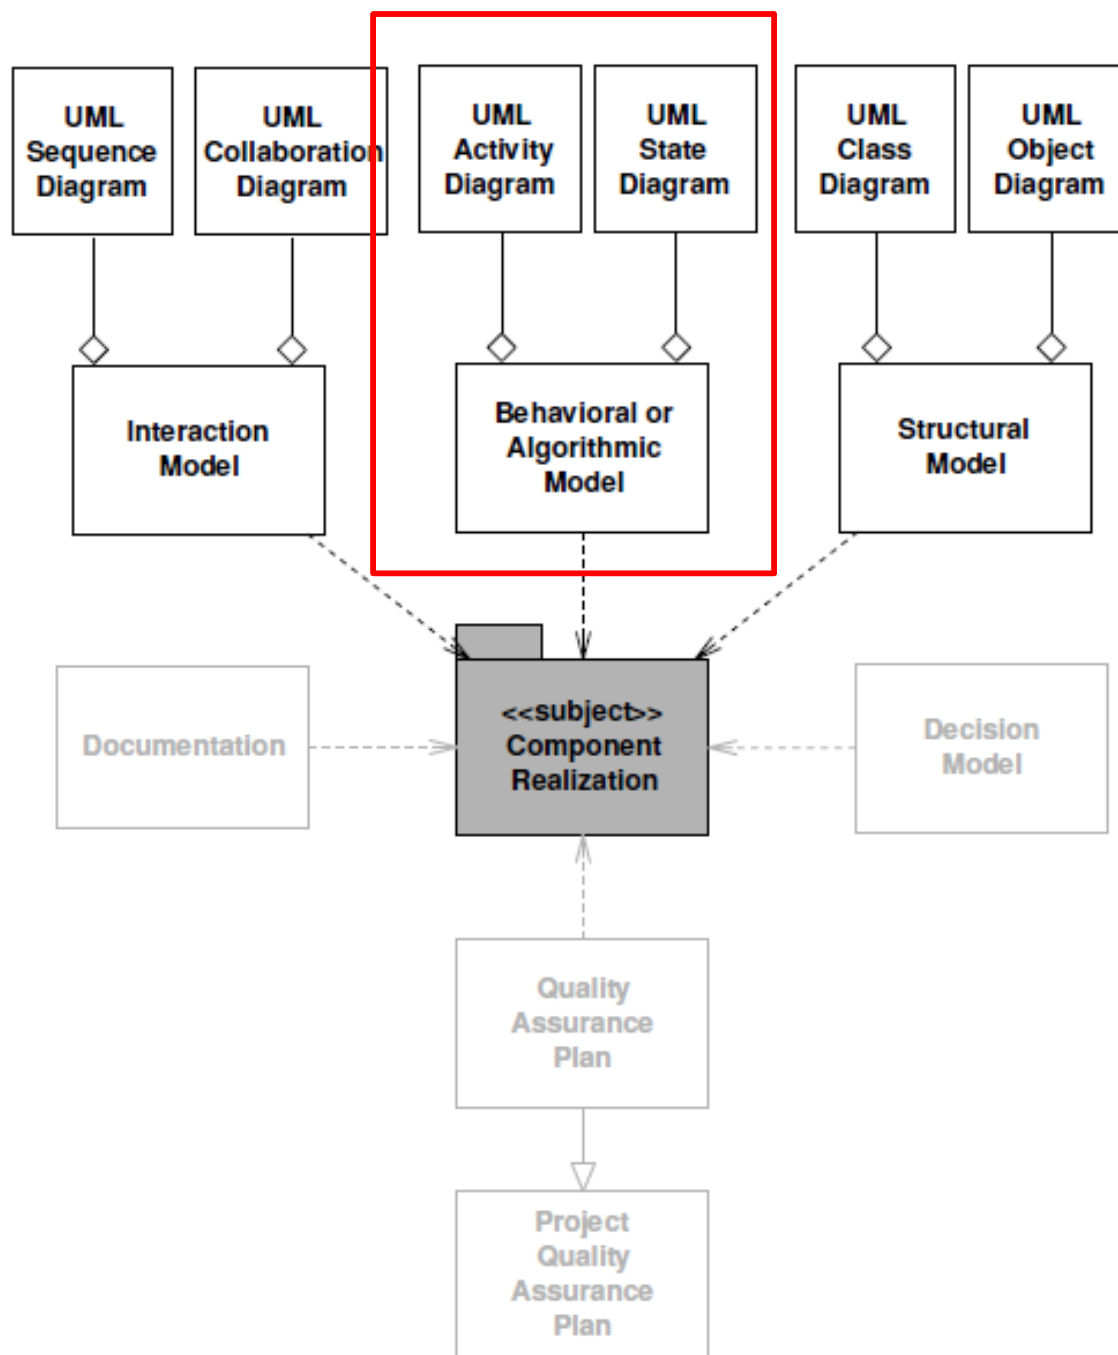 UML
Sequence
Diagram
UML
Collaboration
Diagram
UML
Activity
Diagram
UML
State
Diagram
UML
Class
Diagram
UML
Object
Diagram
Interaction
Model
Behavioral or
Algorithmic
Model
Structural
Model
Documentation
<<subject>>
Component
Realization
Decision
Model
Quality
Assurance
Plan
Project
Quality
Assurance
Plan